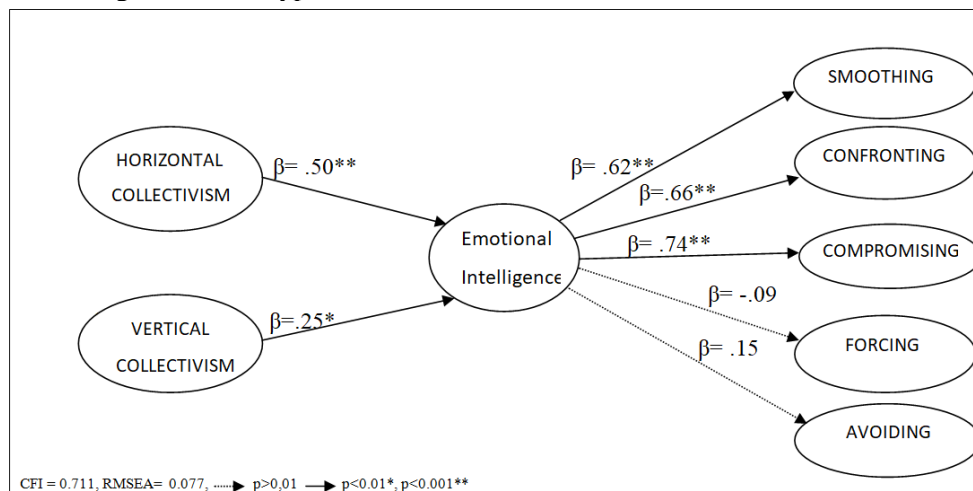 SMOOTHING
HORIZONTAL
COLLECTIVISM
β= .50**
β= .62**
CONFRONTING
β=.66**
Emotional
Intelligence
β= .74**
COMPROMISING
β= -.09
VERTICAL
COLLECTIVISM
β=.25*
β= .15
FORCING
AVOIDING
CFI = 0.711, RMSEA= 0.077, p>0,01 p<0.01*, p<0.001**